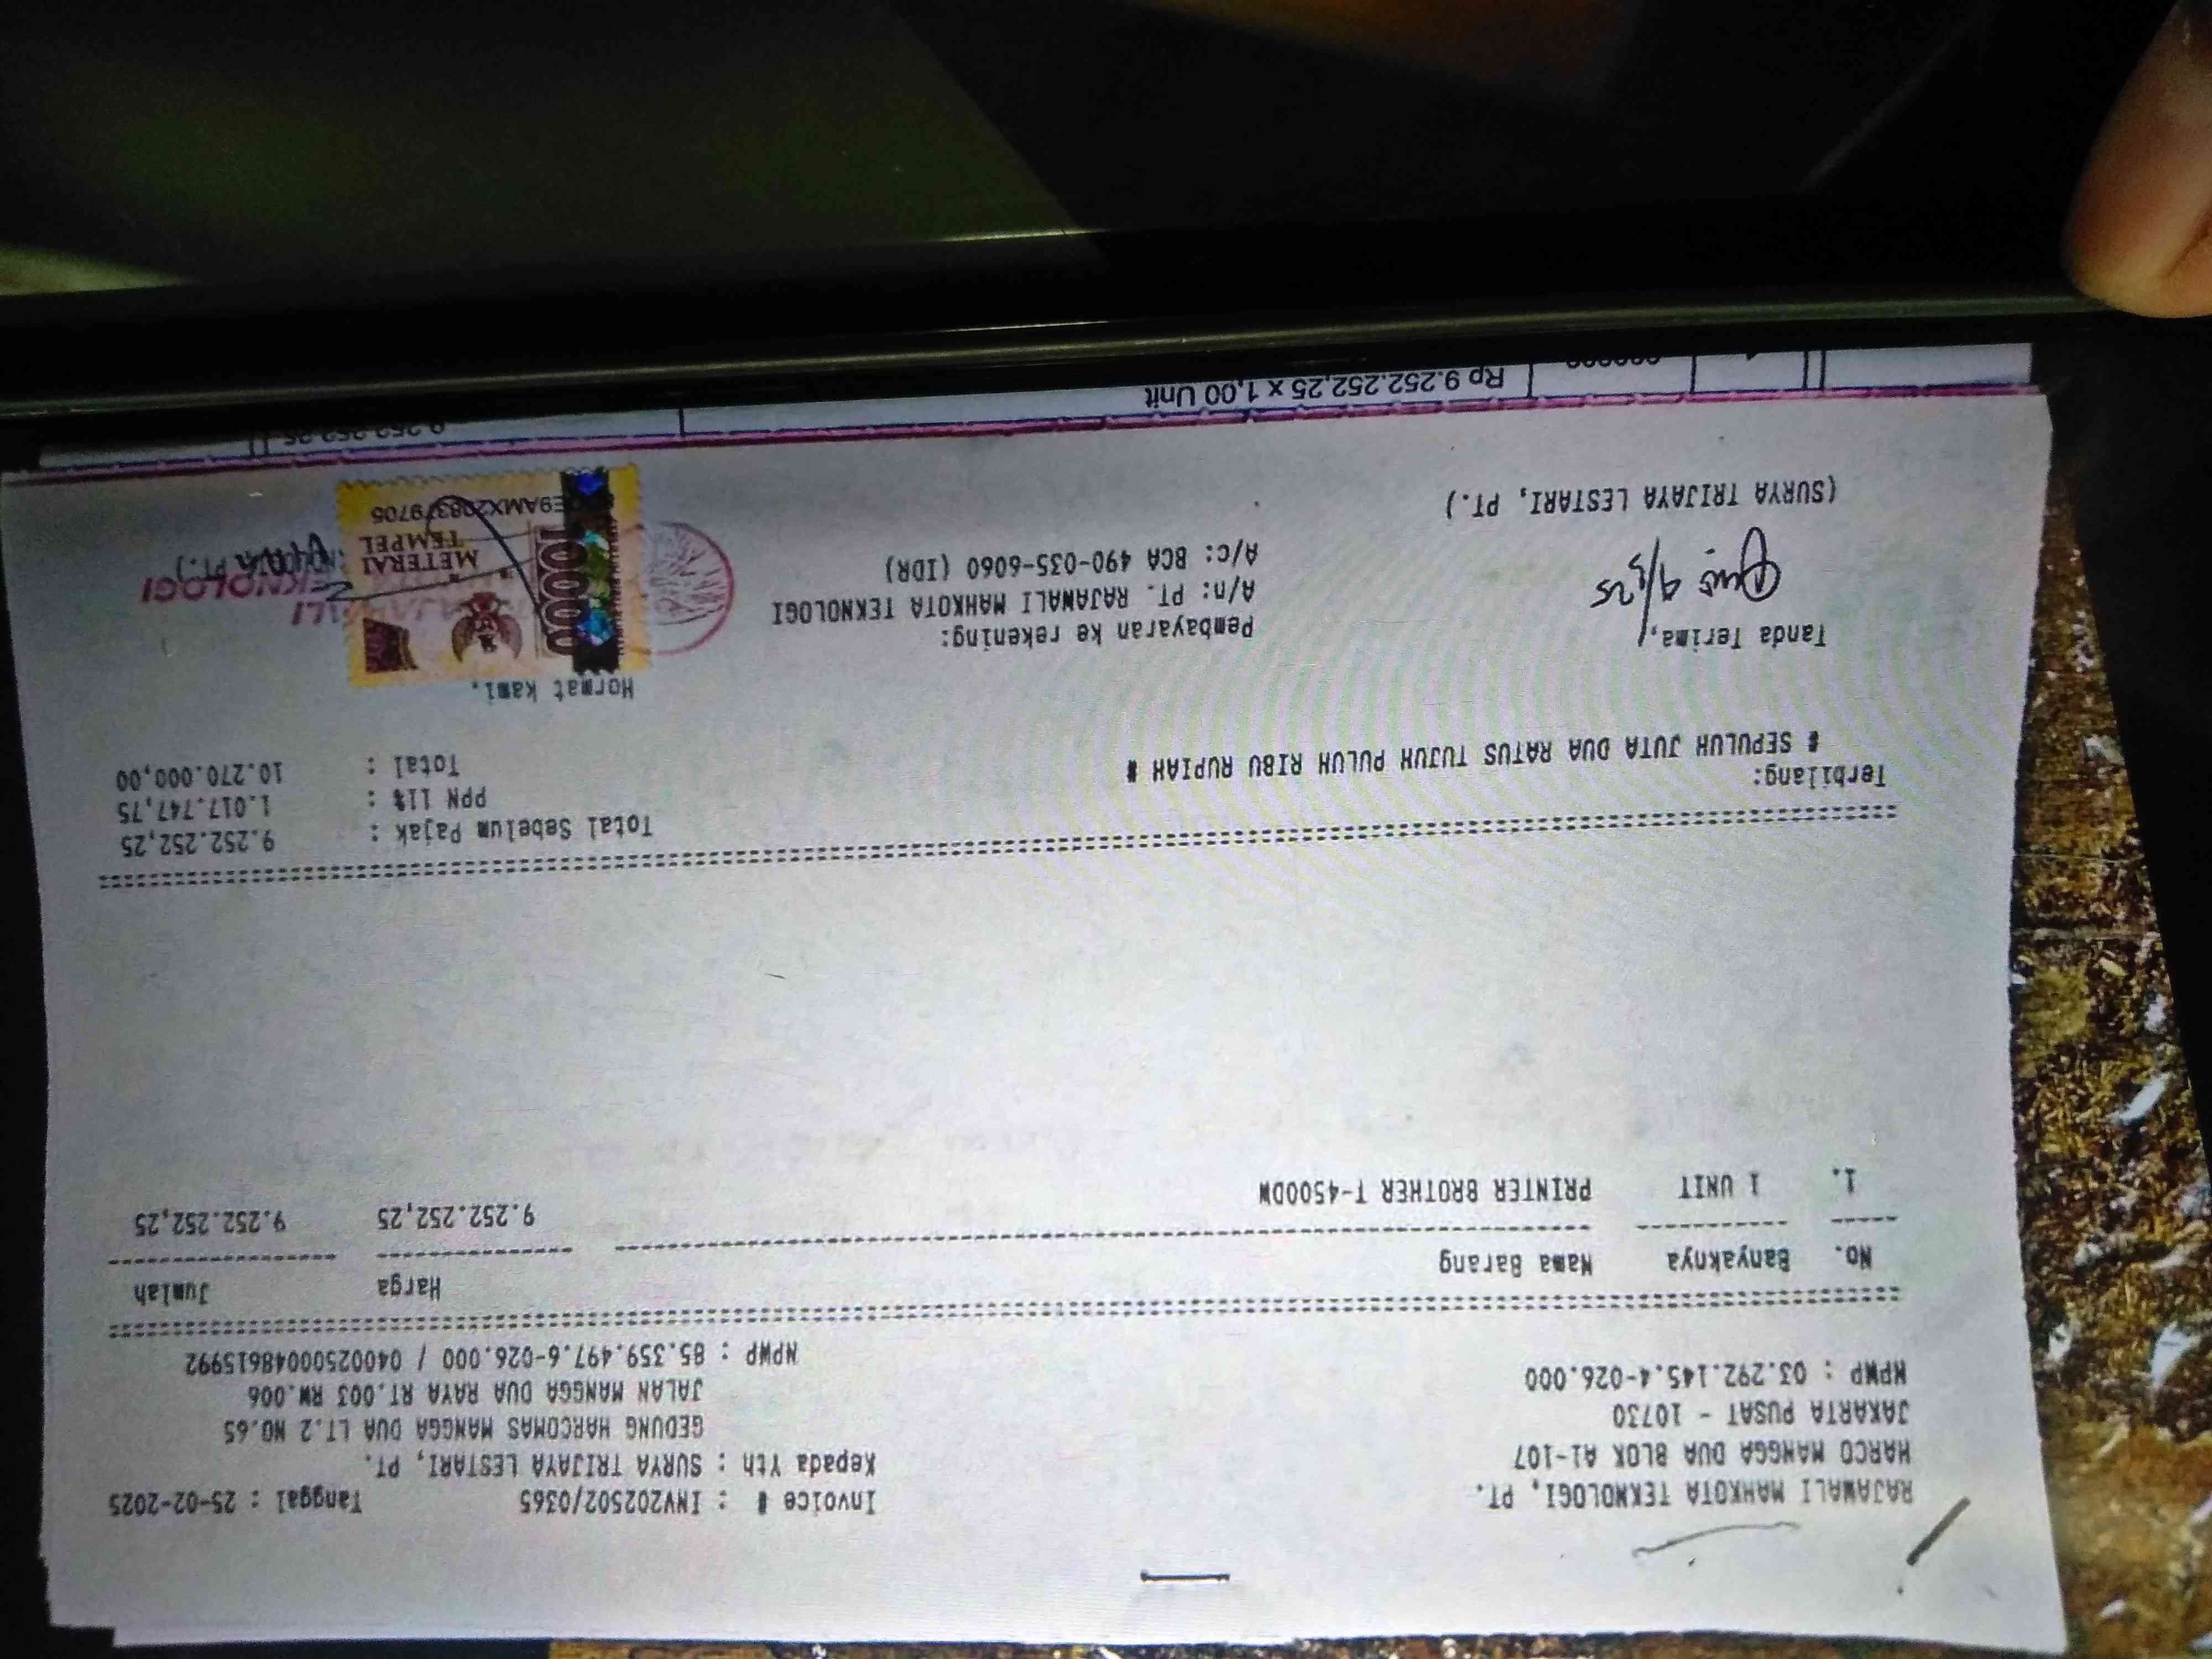 RAJAWALI MAHKOTA TEKNOLOGI, PT.
HARCO MANGGA DUA BLOK A1-107
JAKARTA PUSAT - 10730
NPWP : 03.292.145.4-026.000
Invoice # : INV202502/0365 Tanggal : 25-02-2025
Kepada Yth : SURYA TRIJAYA LESTARI, PT.
GEDUNG HARCOMAS MANGGA DUA LT.2 NO.65
JALAN MANGGA DUA RAYA RT.003 RW.006
NPWP : 85.359.497.6-026.000 / 0400250004861599​2
No. Banyaknya Nama Barang Harga Jumlah
1. 1 UNIT PRINTER BROTHER T-4500DW 9.252.252,25 9.252.252,25
Terbilang:
# SEPULUH JUTA DUA RATUS TUJUH PULUH RIBU RUPIAH #
Total Sebelum Pajak : 9.252.252,25
PPN 11% : 1.017.747,75
Total : 10.270.000,00
Tanda Terima,
(SURYA TRIJAYA LESTARI, PT.)
Pembayaran ke rekening:
A/n: PT. RAJAWALI MAHKOTA TEKNOLOGI
A/c: BCA 490-035-6060 (IDR)
Hormat kami,
10000
METERAI
TEMPEL
E9AMX208379705
Rp 9.252.252,25 x 1,00 Unit